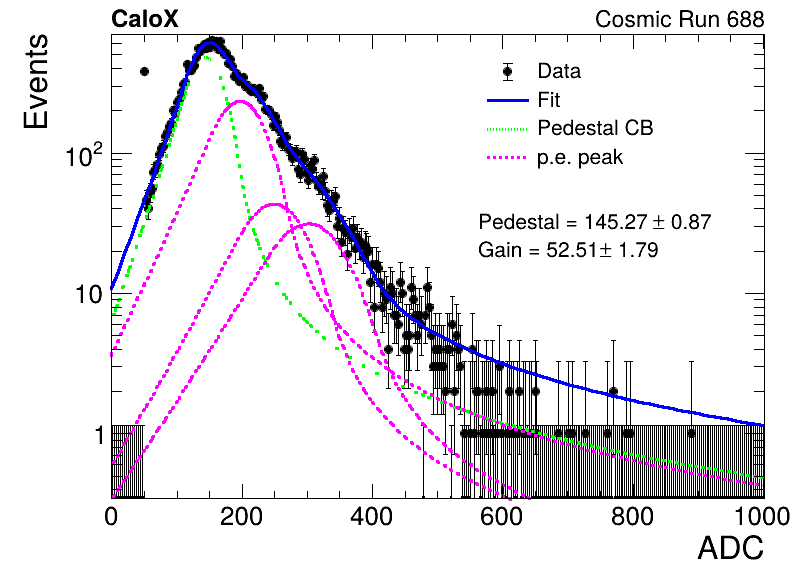 CaloX Cosmic Run 688
Events
Data
Fit
Pedestal CB
p.e. peak
Pedestal = 145.27 ± 0.87
Gain = 52.51± 1.79
10²
10
1
0 200 400 600 800 1000
ADC